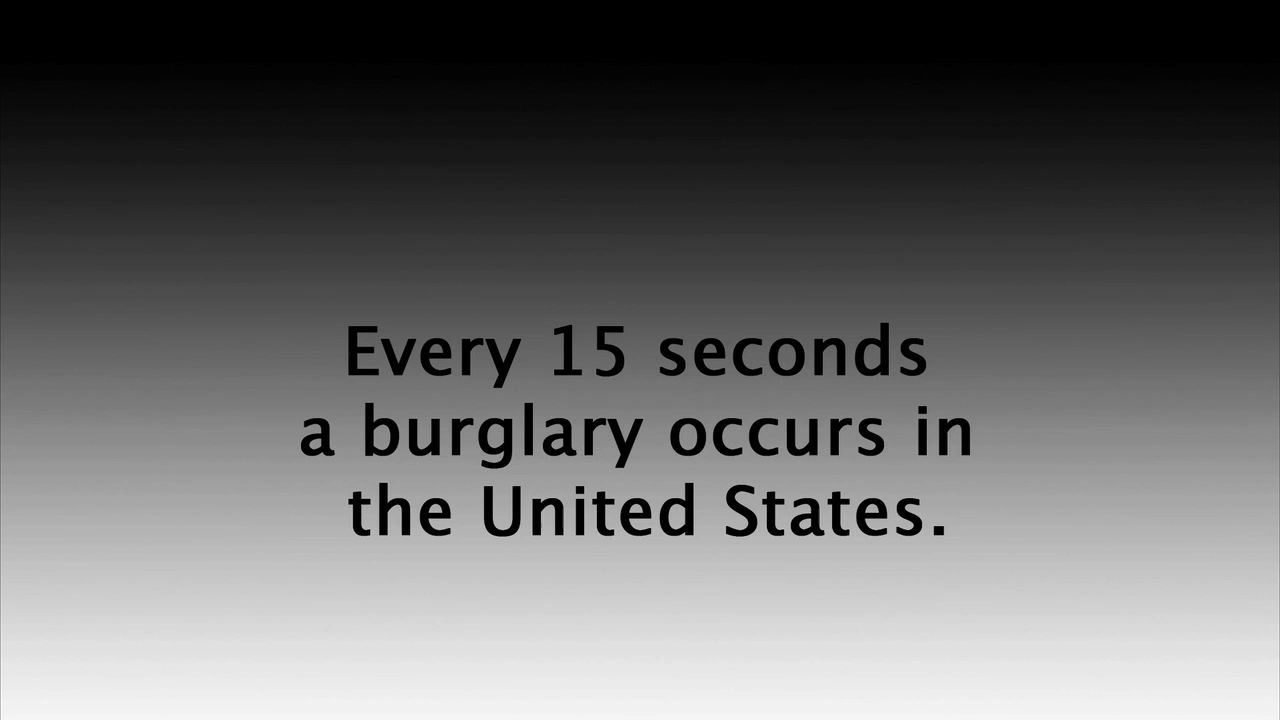 Every 15 seconds
a burglary occurs in
the United States.